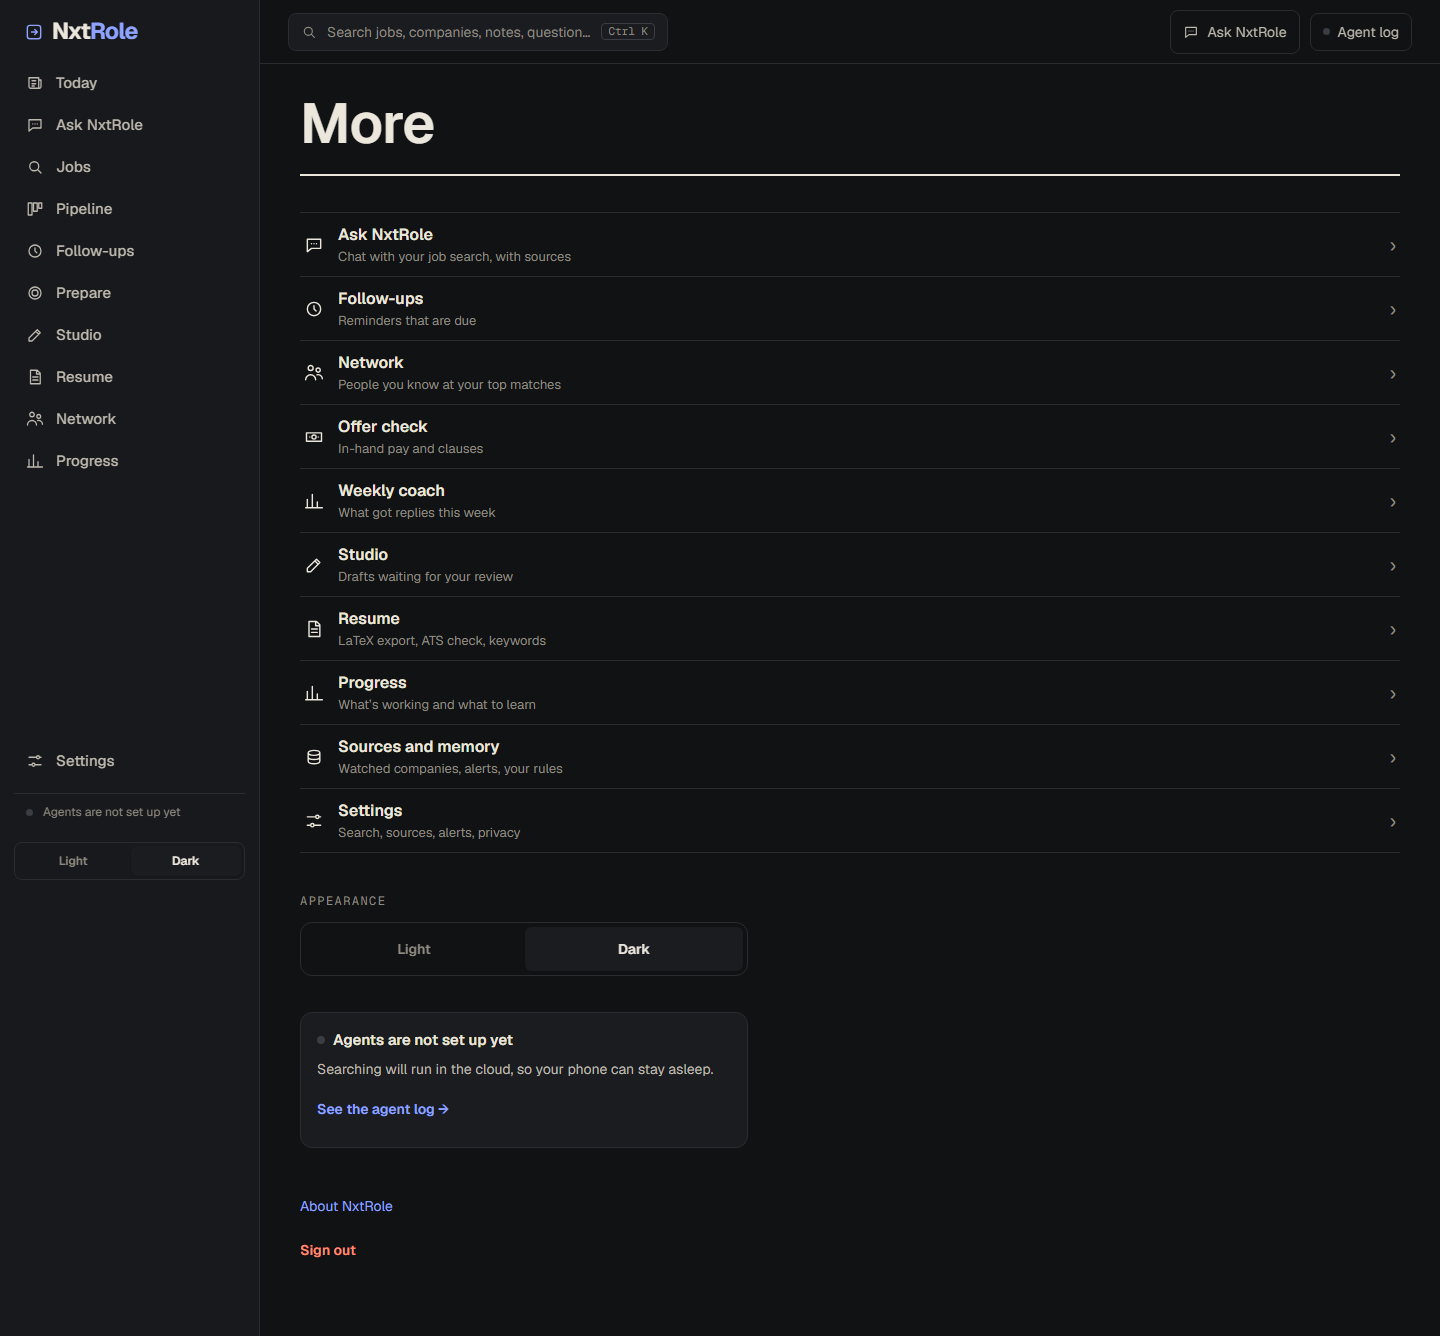 NxtRole
Search jobs, companies, notes, question... Ctrl K
Ask NxtRole
Agent log
Today
Ask NxtRole
Jobs
Pipeline
Follow-ups
Prepare
Studio
Resume
Network
Progress
Settings
Agents are not set up yet
Light Dark
More
Ask NxtRole
Chat with your job search, with sources
Follow-ups
Reminders that are due
Network
People you know at your top matches
Offer check
In-hand pay and clauses
Weekly coach
What got replies this week
Studio
Drafts waiting for your review
Resume
LaTeX export, ATS check, keywords
Progress
What's working and what to learn
Sources and memory
Watched companies, alerts, your rules
Settings
Search, sources, alerts, privacy
APPEARANCE
Light Dark
Agents are not set up yet
Searching will run in the cloud, so your phone can stay asleep.
See the agent log →
About NxtRole
Sign out